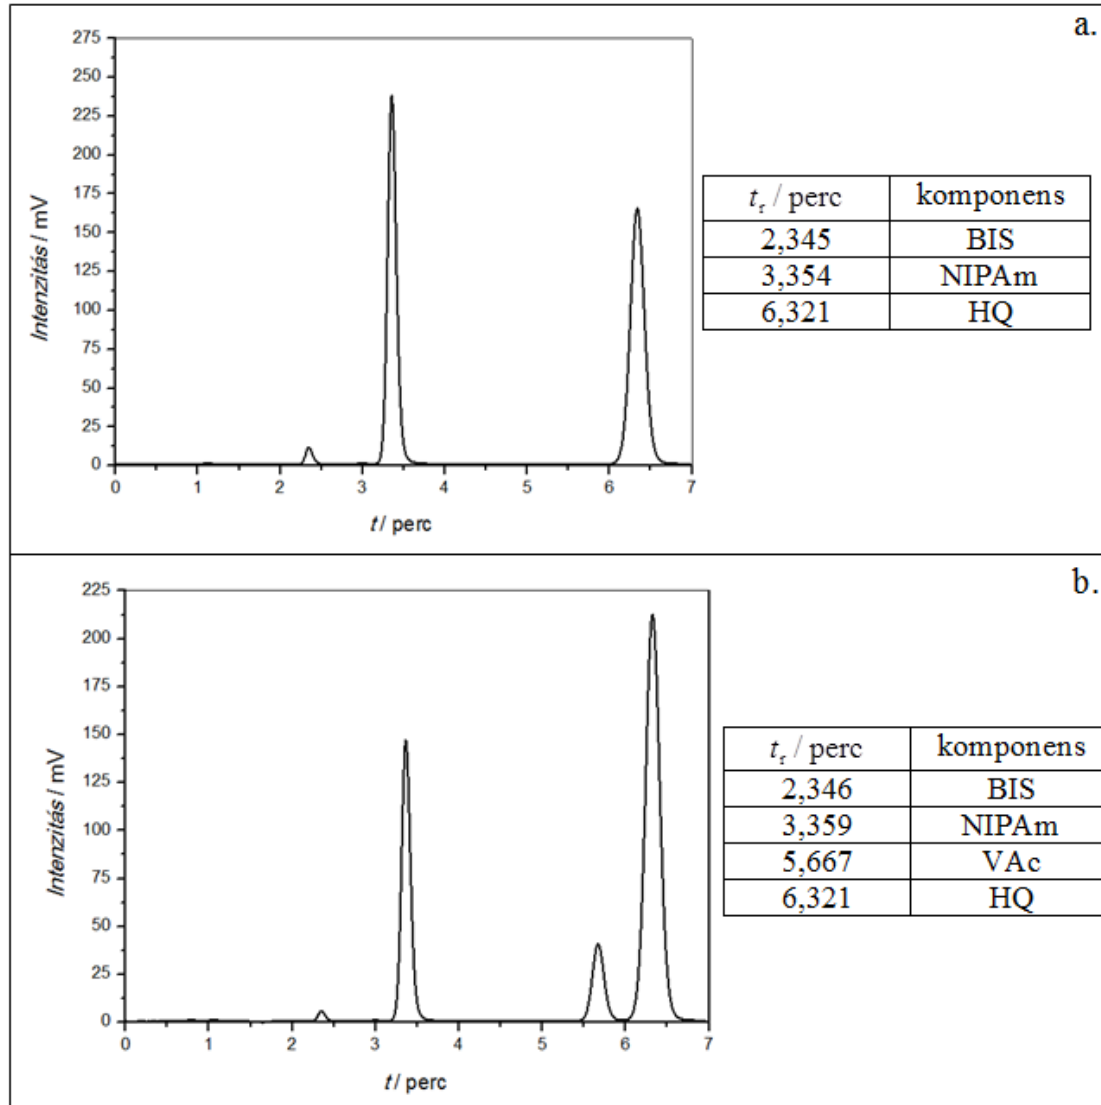 a.
275
250
225
200
175
150
125
100
75
50
25
0
Intenzitás / mV
0 1 2 3 4 5 6 7
t / perc
tr / perc komponens
2,345 BIS
3,354 NIPAm
6,321 HQ
b.
225
200
175
150
125
100
75
50
25
0
Intenzitás / mV
0 1 2 3 4 5 6 7
t / perc
tr / perc komponens
2,346 BIS
3,359 NIPAm
5,667 VAc
6,321 HQ